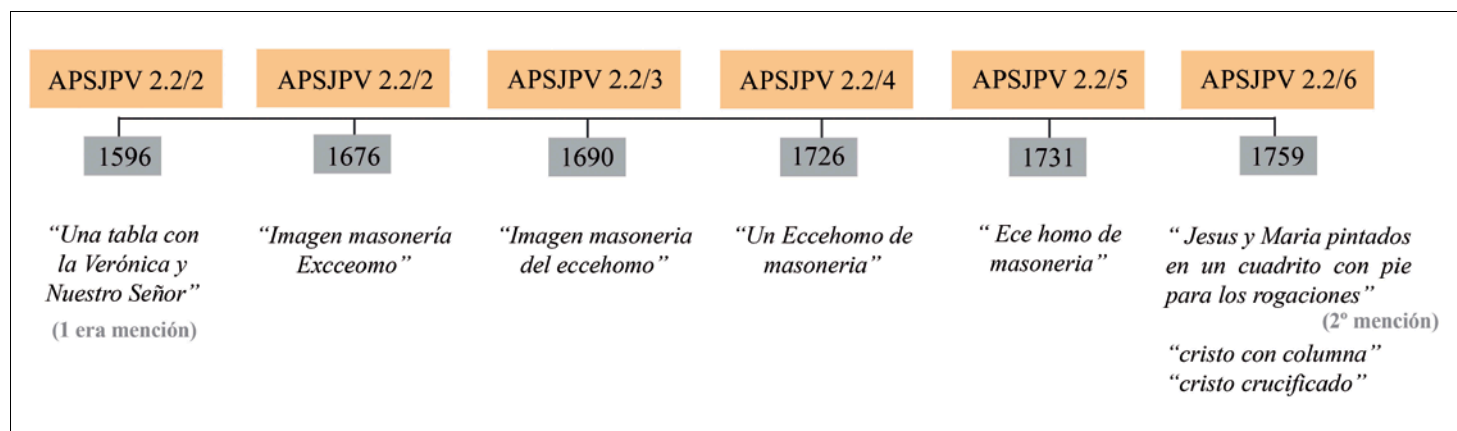 APSJPV 2.2/2
APSJPV 2.2/2
APSJPV 2.2/3
APSJPV 2.2/4
APSJPV 2.2/5
APSJPV 2.2/6
1596
1676
1690
1726
1731
1759
“Una tabla con
la Verónica y
Nuestro Señor”
(1 era mención)
“Imagen masonería
Excceomo”
“Imagen masoneria
del eccehomo”
“Un Eccehomo de
masoneria”
“ Ece homo de
masoneria”
“ Jesus y Maria pintados
en un cuadrito con pie
para los rogaciones”
(2º mención)
“cristo con columna”
“cristo crucificado”